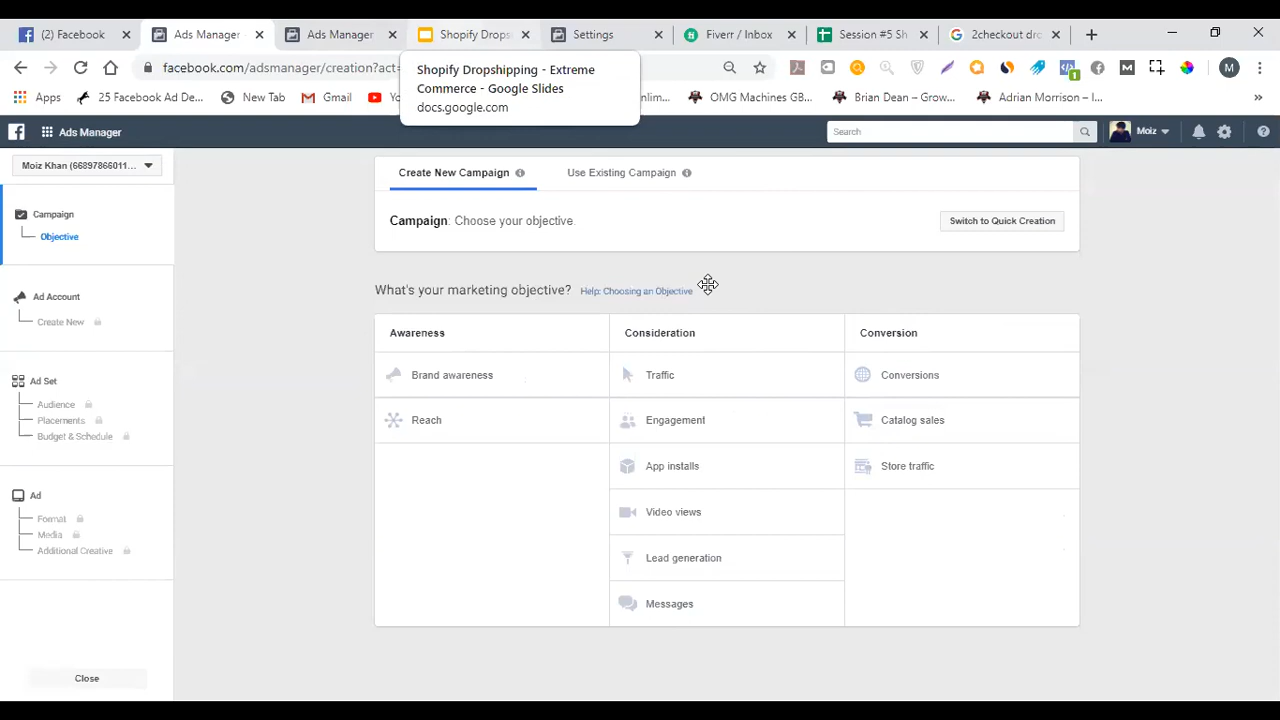 (2) Facebook
Ads Manager
Ads Manager
Shopify Drops
Settings
Fiverr / Inbox
Session #5 Sh
2checkout dro
facebook.com/adsmanager/creation?act=
Shopify Dropshipping - Extreme
Commerce - Google Slides
docs.google.com
Apps
25 Facebook Ad De...
New Tab
Gmail
OMG Machines GB...
Brian Dean – Grow...
Adrian Morrison – I...
Ads Manager
Search
Moiz
Moiz Khan (66897866011...
Create New Campaign
Use Existing Campaign
Campaign: Choose your objective.
Switch to Quick Creation
Campaign
Objective
Ad Account
Create New
Ad Set
Audience
Placements
Budget & Schedule
Ad
Format
Media
Additional Creative
Close
What's your marketing objective? Help: Choosing an Objective
Awareness
Consideration
Conversion
Brand awareness
Traffic
Conversions
Reach
Engagement
Catalog sales
App installs
Store traffic
Video views
Lead generation
Messages